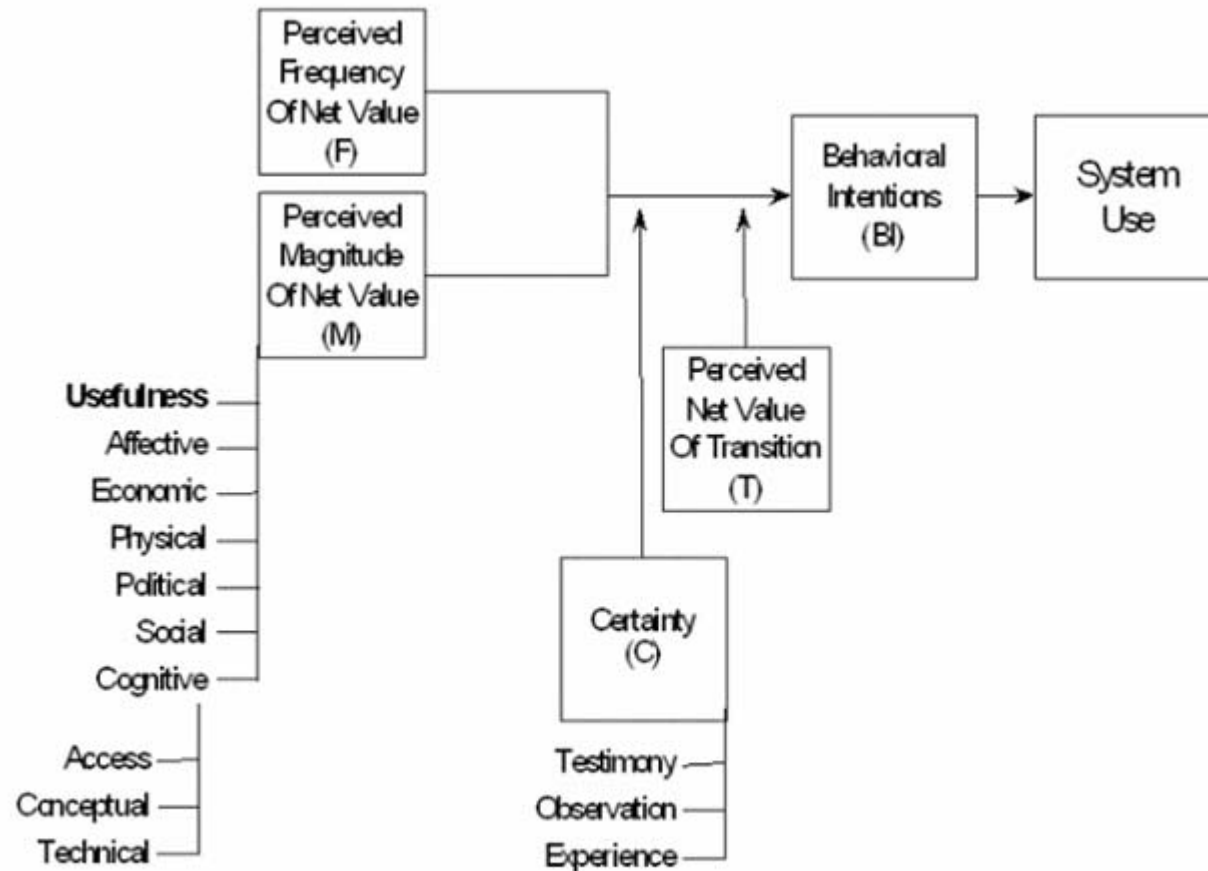 Perceived
Frequency
Of Net Value
(F)
Perceived
Magnitude
Of Net Value
(M)
Usefulness
Affective
Economic
Physical
Political
Social
Cognitive
Access
Conceptual
Technical
Behavioral
Intentions
(BI)
System
Use
Perceived
Net Value
Of Transition
(T)
Certainty
(C)
Testimony
Observation
Experience